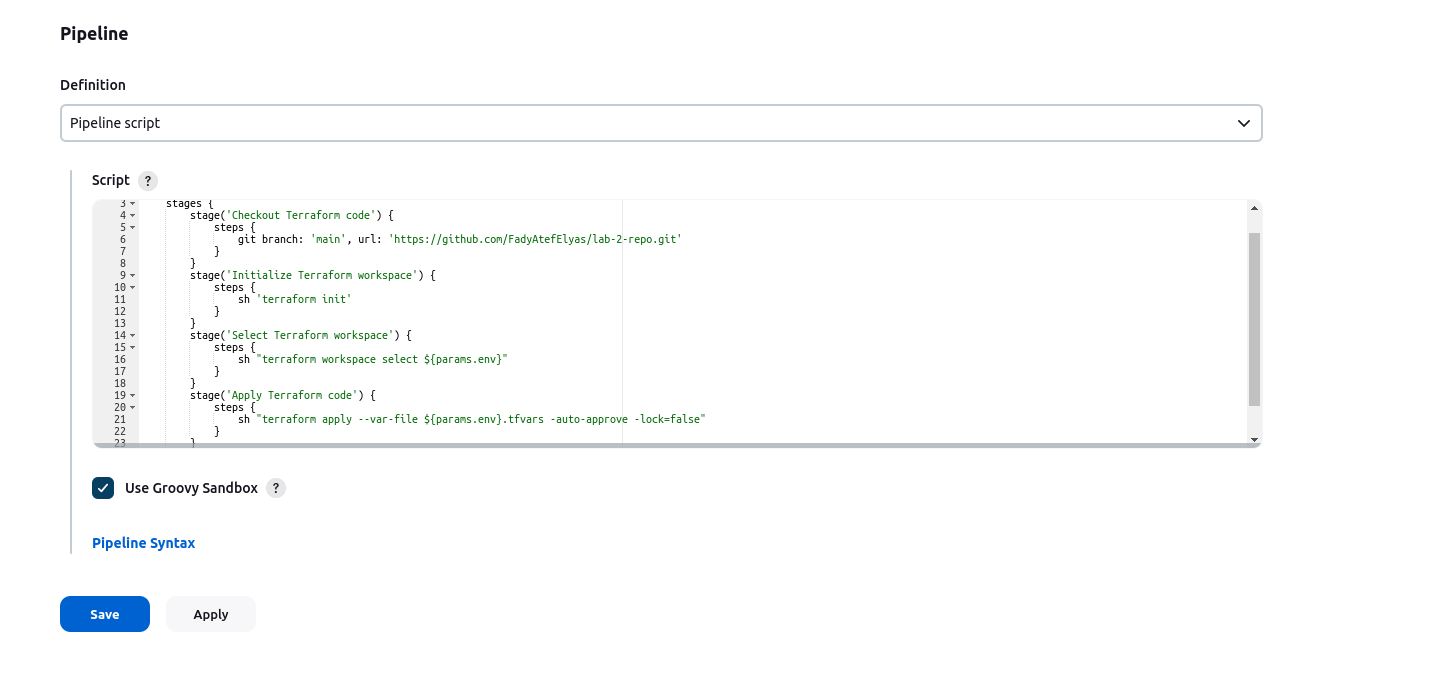 Pipeline
Definition
Pipeline script
Script ?
3 stages {
4 stage('Checkout Terraform code') {
5 steps {
6 git branch: 'main', url: 'https://github.com/FadyAtefElyas/lab-2-repo.git'
7 }
8 }
9 stage('Initialize Terraform workspace') {
10 steps {
11 sh 'terraform init'
12 }
13 }
14 stage('Select Terraform workspace') {
15 steps {
16 sh "terraform workspace select ${params.env}"
17 }
18 }
19 stage('Apply Terraform code') {
20 steps {
21 sh "terraform apply --var-file ${params.env}.tfvars -auto-approve -lock=false"
22 }
23 }
Use Groovy Sandbox ?
Pipeline Syntax
Save Apply